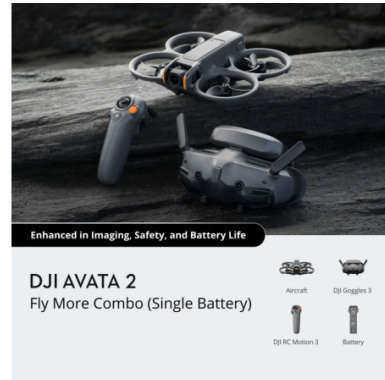 Enhanced in Imaging, Safety, and Battery Life
DJI AVATA 2
Fly More Combo (Single Battery)
Aircraft
DJI Goggles 3
DJI RC Motion 3
Battery